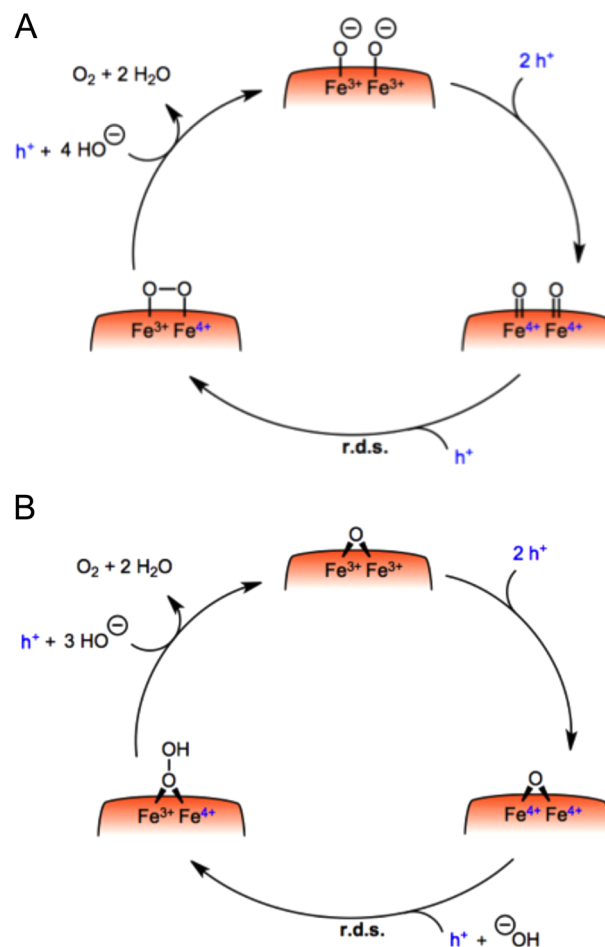 A
⊖ ⊖
O O
Fe³⁺ Fe³⁺
2 h⁺
O₂ + 2 H₂O
h⁺ + 4 HO⊖
O—O
Fe³⁺ Fe⁴⁺
O O
Fe⁴⁺ Fe⁴⁺
r.d.s.
h⁺
B
O
Fe³⁺ Fe³⁺
2 h⁺
O₂ + 2 H₂O
h⁺ + 3 HO⊖
OH
O
Fe³⁺ Fe⁴⁺
O
Fe⁴⁺ Fe⁴⁺
r.d.s.
h⁺ + ⊖OH